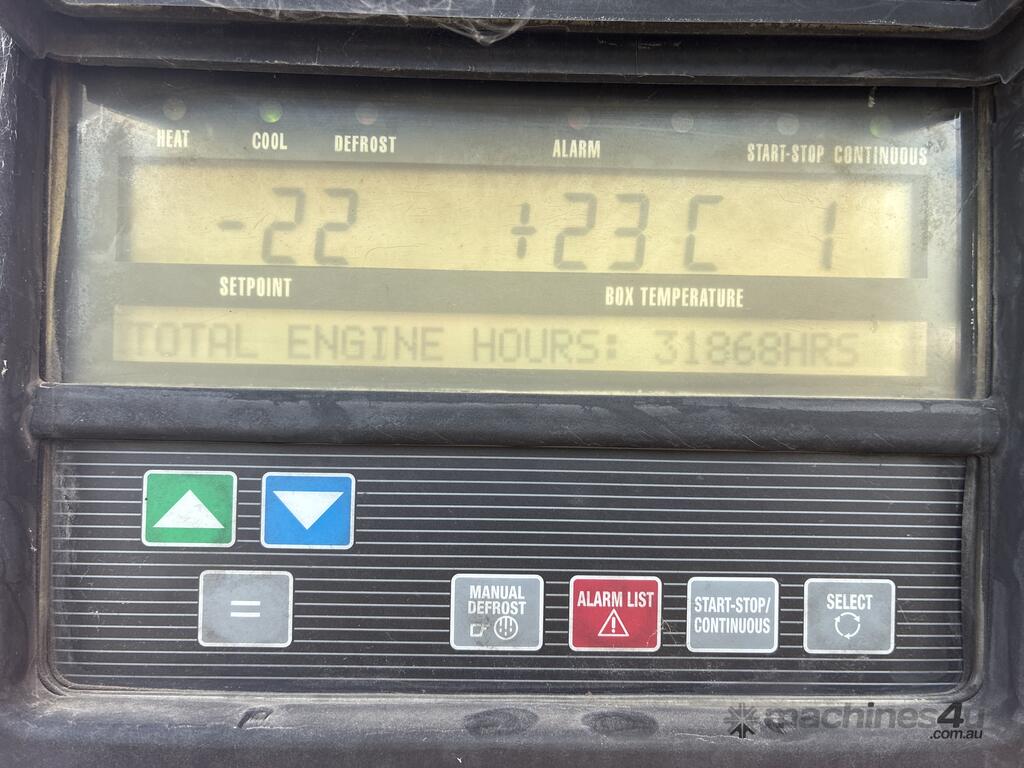 HEAT COOL DEFROST ALARM START-STOP CONTINUOUS
-22 +23C 1
SETPOINT BOX TEMPERATURE
TOTAL ENGINE HOURS: 31868HRS
=
MANUAL DEFROST
ALARM LIST
START-STOP/
CONTINUOUS
SELECT
machines4u
.com.au